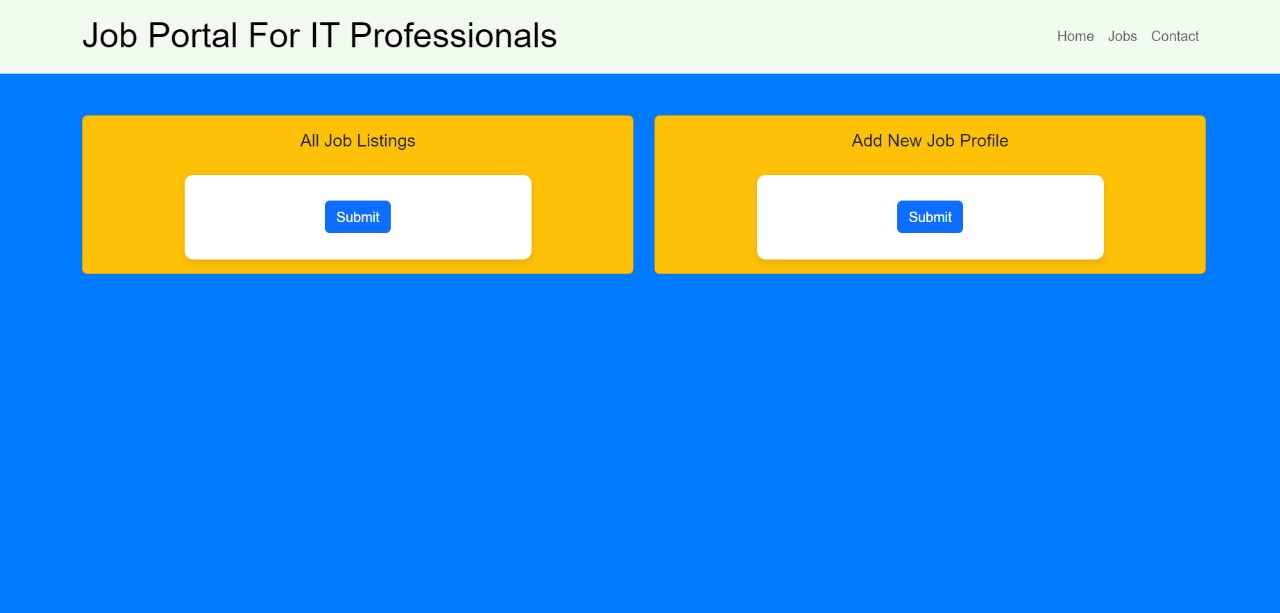 Job Portal For IT Professionals
Home Jobs Contact
All Job Listings
Submit
Add New Job Profile
Submit